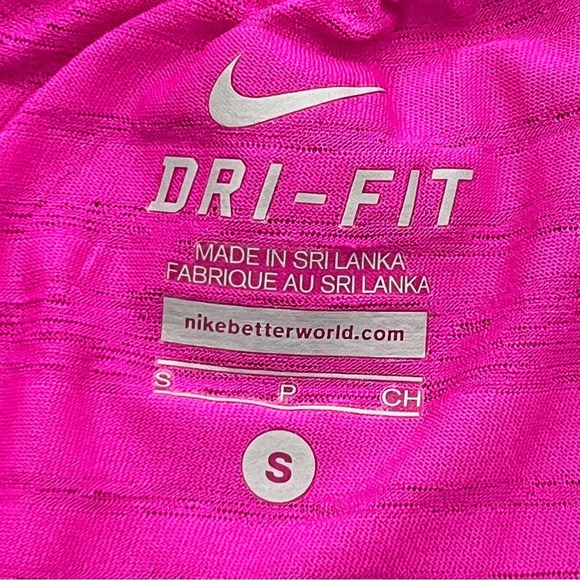 DRI-FIT
MADE IN SRI LANKA
FABRIQUE AU SRI LANKA
nikebetterworld.com
S P CH
S